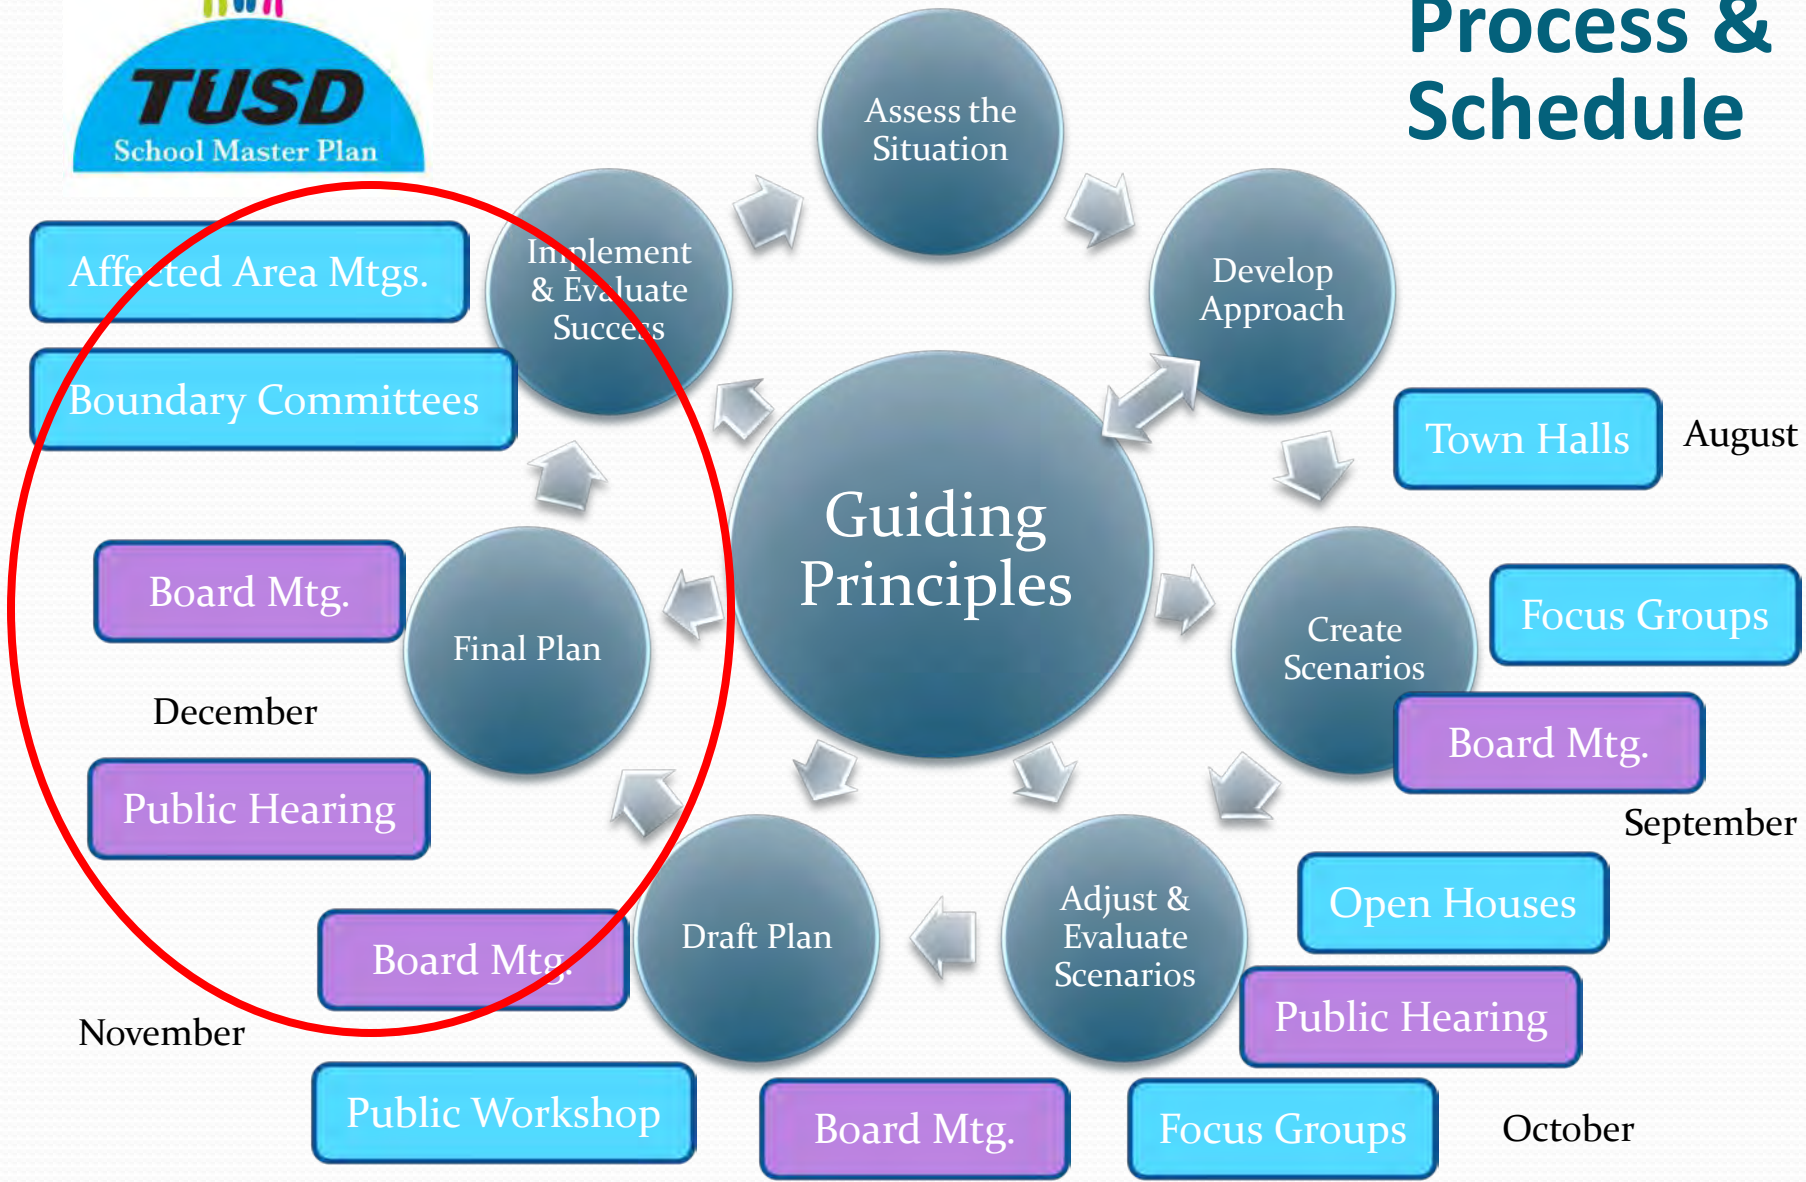 TUSD
School Master Plan
Process &
Schedule
Assess the
Situation
Develop
Approach
Town Halls
August
Create
Scenarios
Focus Groups
Board Mtg.
September
Adjust &
Evaluate
Scenarios
Open Houses
Public Hearing
Focus Groups
October
Board Mtg.
Draft Plan
Board Mtg.
November
Public Workshop
Final Plan
Board Mtg.
December
Public Hearing
Implement
& Evaluate
Success
Affected Area Mtgs.
Boundary Committees
Guiding
Principles